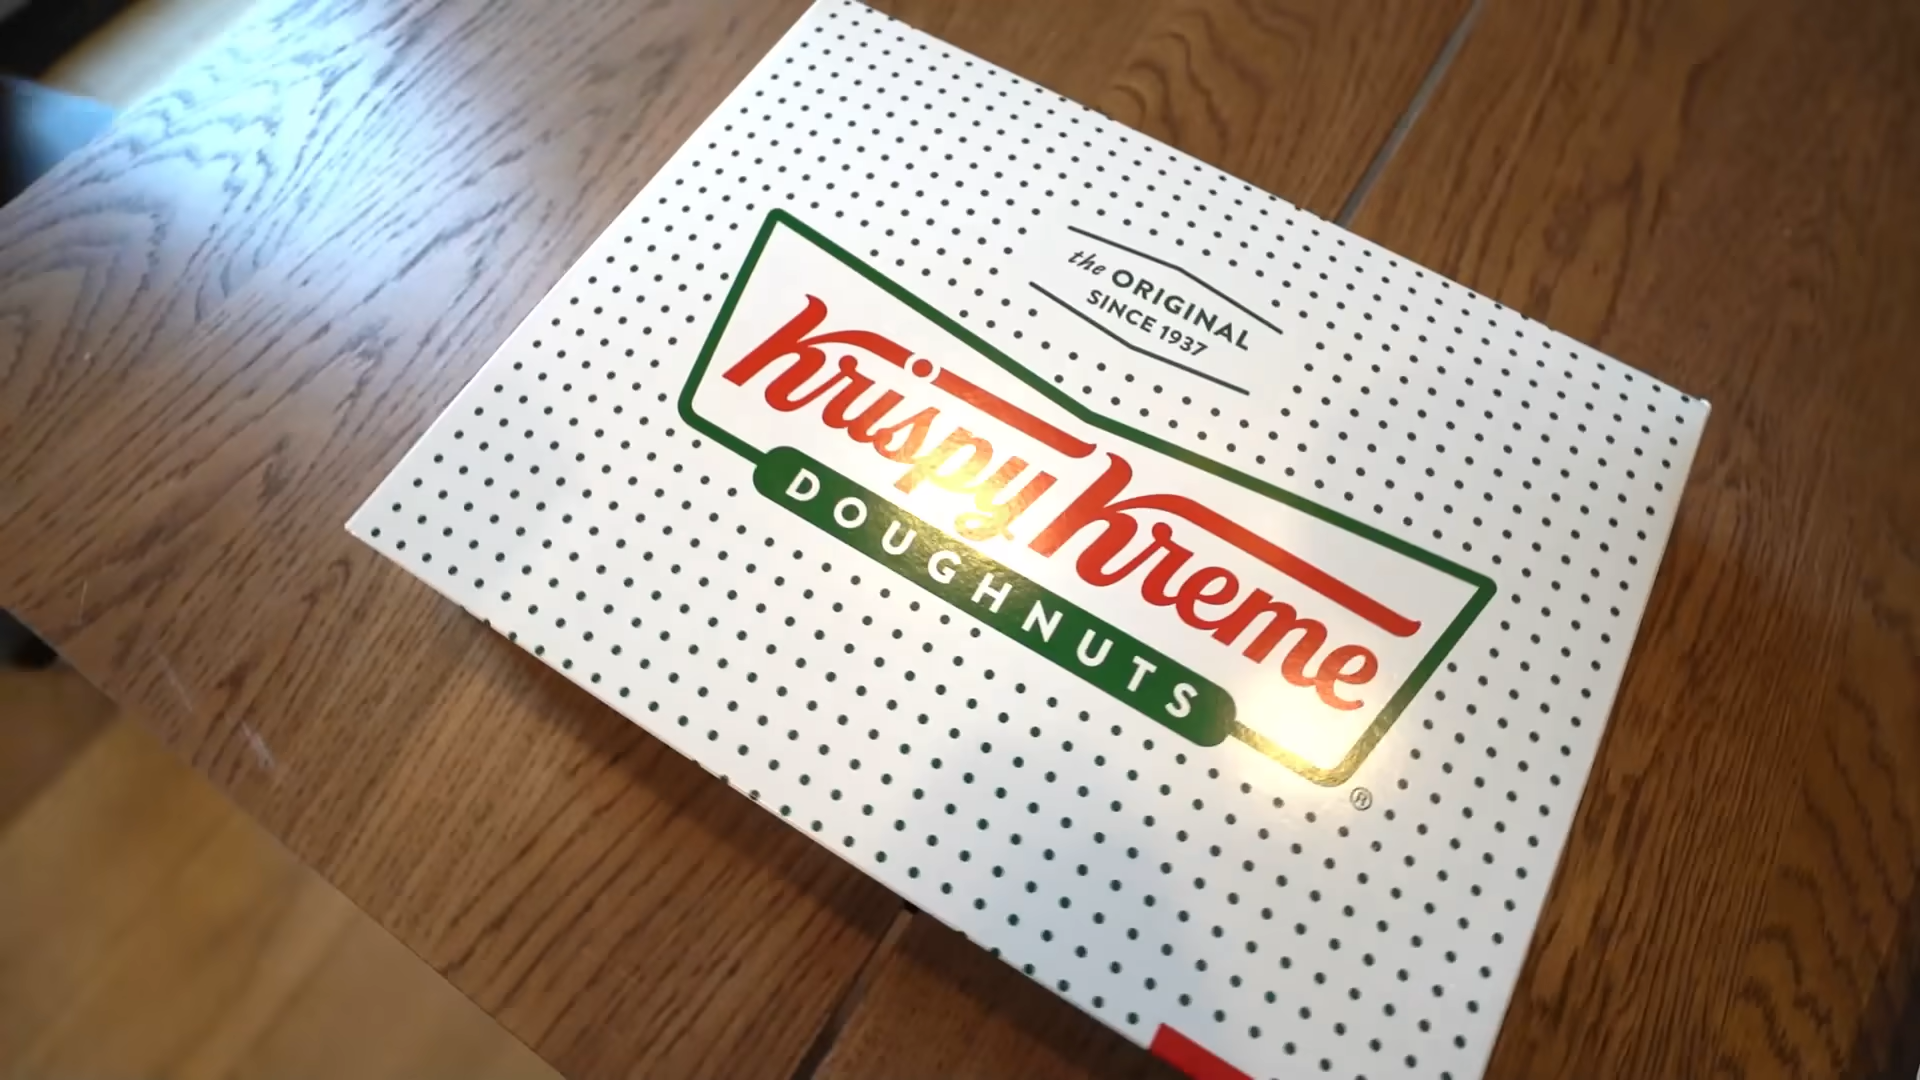 the ORIGINAL
SINCE 1937
Krispy Kreme
DOUGHNUTS
®